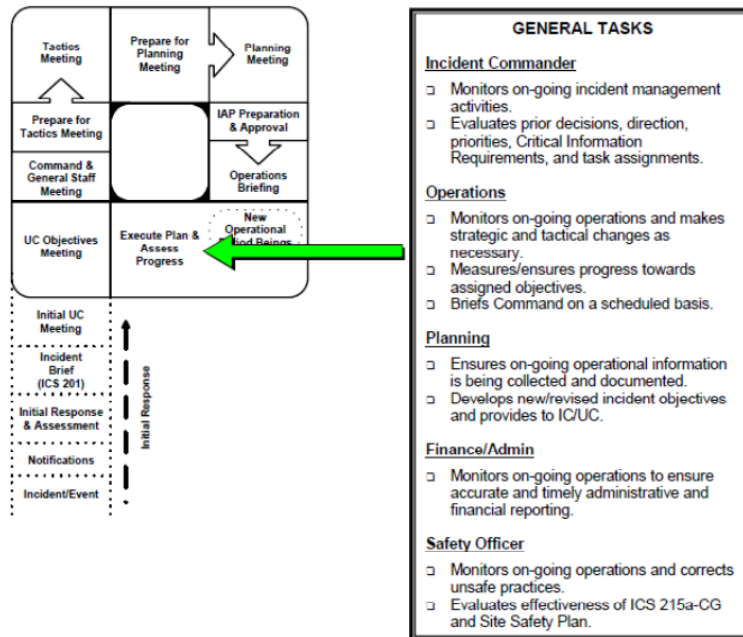 Tactics
Meeting
Prepare for
Planning
Meeting
Planning
Meeting
Prepare for
Tactics Meeting
IAP Preparation
& Approval
Command &
General Staff
Meeting
Operations
Briefing
UC Objectives
Meeting
Execute Plan &
Assess
Progress
New
Operational
Beings
Initial UC
Meeting
Incident
Brief
(ICS 201)
Initial Response
& Assessment
Notifications
Incident/Event
Initial Response
GENERAL TASKS
Incident Commander
Monitors on-going incident management
activities.
Evaluates prior decisions, direction,
priorities, Critical Information
Requirements, and task assignments.
Operations
Monitors on-going operations and makes
strategic and tactical changes as
necessary.
Measures/ensures progress towards
assigned objectives.
Briefs Command on a scheduled basis.
Planning
Ensures on-going operational information
is being collected and documented.
Develops new/revised incident objectives
and provides to IC/UC.
Finance/Admin
Monitors on-going operations to ensure
accurate and timely administrative and
financial reporting.
Safety Officer
Monitors on-going operations and corrects
unsafe practices.
Evaluates effectiveness of ICS 215a-CG
and Site Safety Plan.